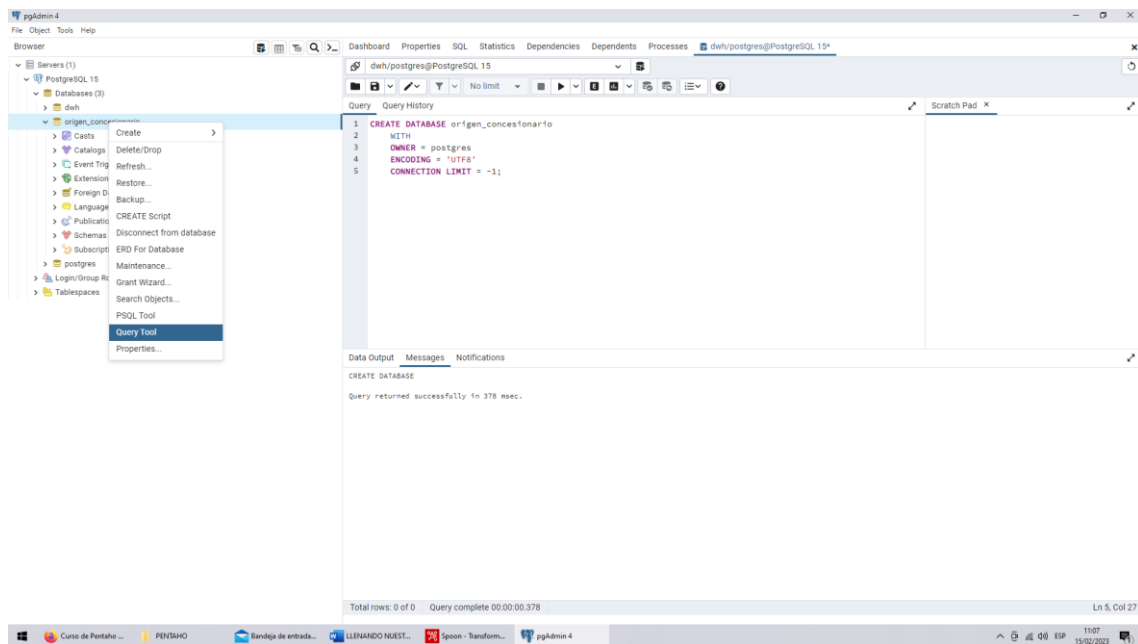 pgAdmin 4
File Object Tools Help
Browser
Dashboard Properties SQL Statistics Dependencies Dependents Processes dwh/postgres@PostgreSQL 15*
Servers (1)
dwh/postgres@PostgreSQL 15
PostgreSQL 15
Databases (3)
No limit
dwh
Query Query History
Scratch Pad
origen_concesionario
Casts
Catalogs
Event Trig
Extension
Foreign D
Language
Publicatio
Schemas
Subscripti
postgres
Login/Group Ro
Tablespaces
Create
Delete/Drop
Refresh...
Restore...
Backup...
CREATE Script
Disconnect from database
ERD For Database
Maintenance...
Grant Wizard...
Search Objects...
PSQL Tool
Query Tool
Properties...
1 CREATE DATABASE origen_concesionario
2 WITH
3 OWNER = postgres
4 ENCODING = 'UTF8'
5 CONNECTION LIMIT = -1;
Data Output Messages Notifications
CREATE DATABASE
Query returned successfully in 378 msec.
Total rows: 0 of 0 Query complete 00:00:00.378
Ln 5, Col 27
Curso de Pentaho ... PENTAHO Bandeja de entrada... LLENANDO NUEST... Spoon - Transform... pgAdmin 4
ESP
11:07
15/02/2023